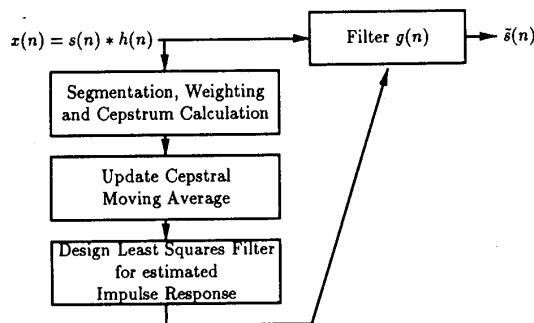 x(n) = s(n) * h(n)
Filter g(n)
s̃(n)
Segmentation, Weighting
and Cepstrum Calculation
Update Cepstral
Moving Average
Design Least Squares Filter
for estimated
Impulse Response